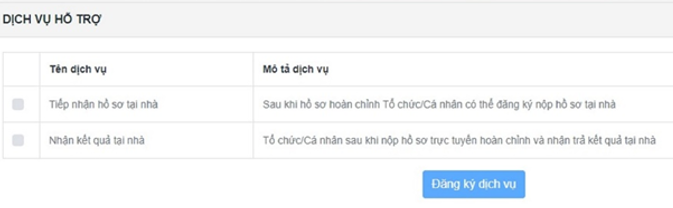 DỊCH VỤ HỖ TRỢ
Tên dịch vụ	Mô tả dịch vụ
Tiếp nhận hồ sơ tại nhà	Sau khi hồ sơ hoàn chỉnh Tổ chức/Cá nhân có thể đăng ký nộp hồ sơ tại nhà
Nhận kết quả tại nhà	Tổ chức/Cá nhân sau khi nộp hồ sơ trực tuyến hoàn chỉnh và nhận trả kết quả tại nhà
Đăng ký dịch vụ